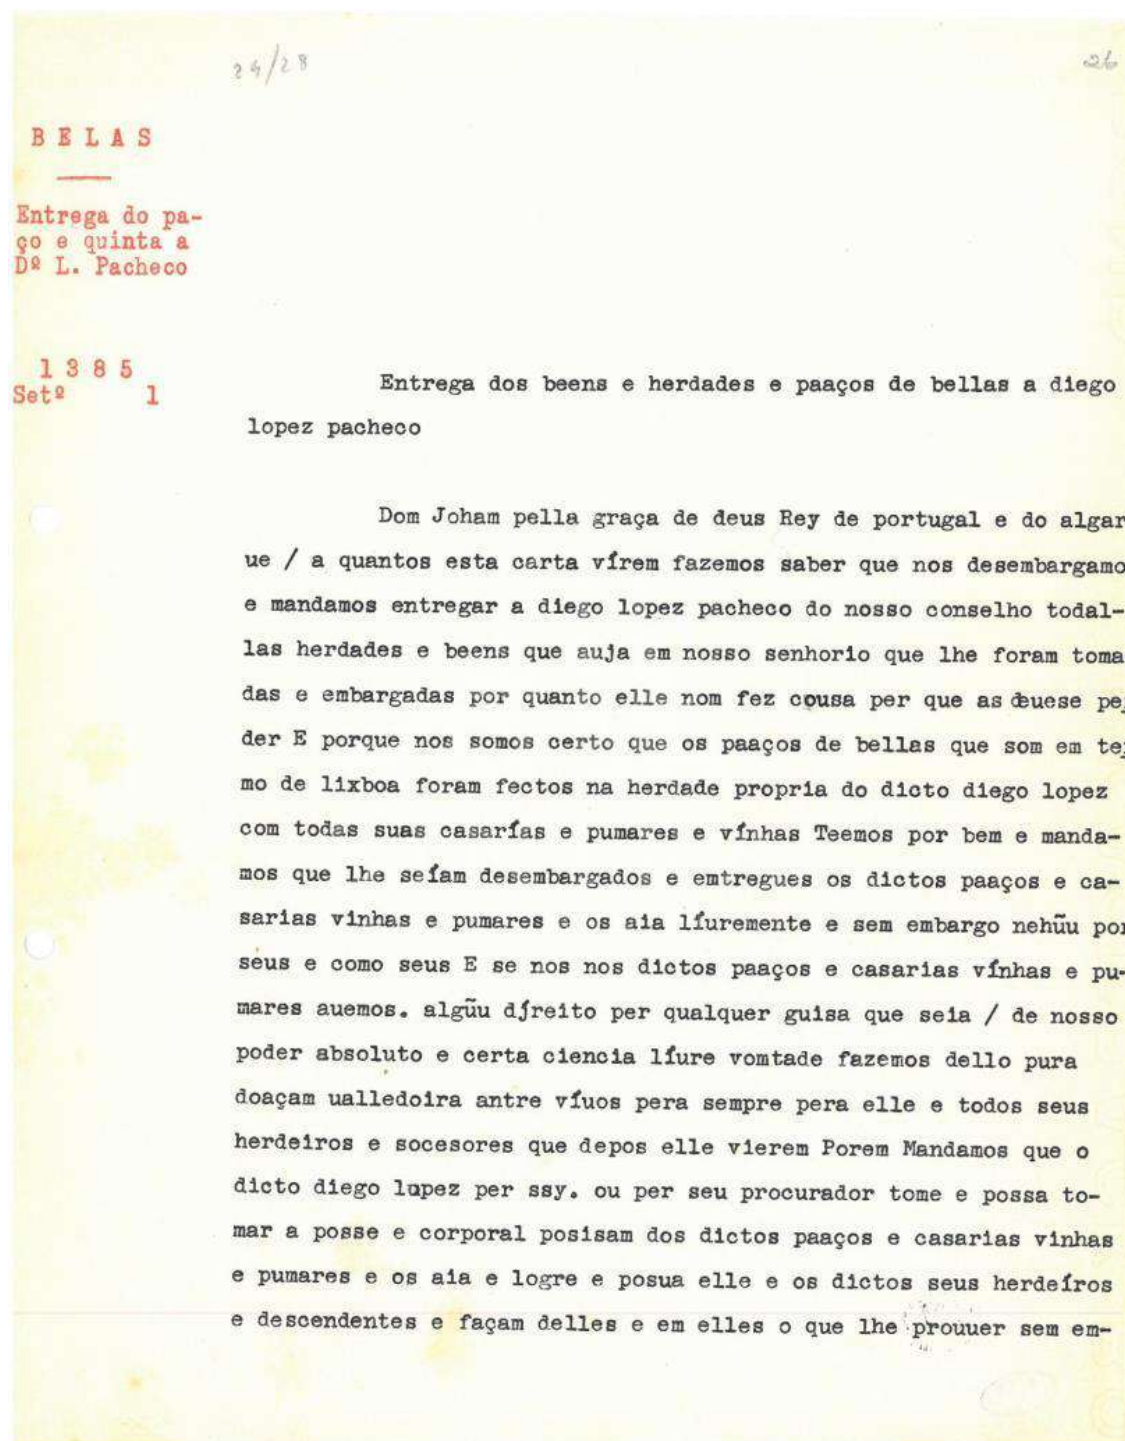 24/28
26
B E L A S
Entrega do pa-
ço e quinta a
Dº L. Pacheco
1 3 8 5
Setº 1
Entrega dos beens e herdades e paaços de bellas a diego
lopez pacheco
Dom Joham pella graça de deus Rey de portugal e do algar
ue / a quantos esta carta vírem fazemos saber que nos desembargamo
e mandamos entregar a diego lopez pacheco do nosso conselho todal-
las herdades e beens que auja em nosso senhorio que lhe foram toma
das e embargadas por quanto elle nom fez cousa per que as deuese pe
der E porque nos somos certo que os paaços de bellas que som em te
mo de lixboa foram fectos na herdade propria do dicto diego lopez
com todas suas casarías e pumares e vínhas Teemos por bem e manda-
mos que lhe seíam desembargados e emtregues os dictos paaços e ca-
sarias vinhas e pumares e os aia líuremente e sem embargo nehũu por
seus e como seus E se nos nos dictos paaços e casarias vínhas e pu-
mares auemos. algũu djreito per qualquer guisa que seia / de nosso
poder absoluto e certa ciencia líure vomtade fazemos dello pura
doaçam ualledoira antre víuos pera sempre pera elle e todos seus
herdeiros e socesores que depos elle vierem Porem Mandamos que o
dicto diego lopez per ssy. ou per seu procurador tome e possa to-
mar a posse e corporal posisam dos dictos paaços e casarias vinhas
e pumares e os aia e logre e posua elle e os dictos seus herdeíros
e descendentes e façam delles e em elles o que lhe prouuer sem em-